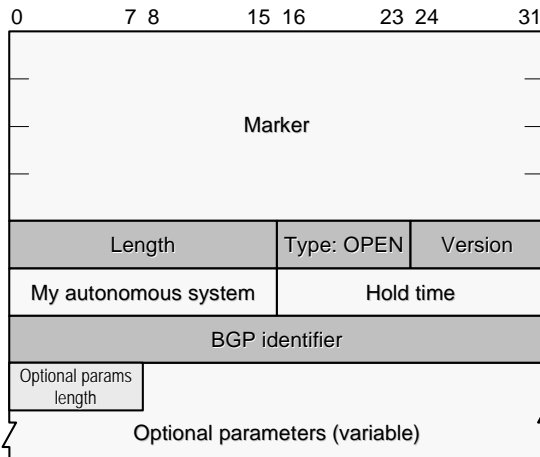 0 7 8 15 16 23 24 31
Marker
Length Type: OPEN Version
My autonomous system Hold time
BGP identifier
Optional params
length
Optional parameters (variable)